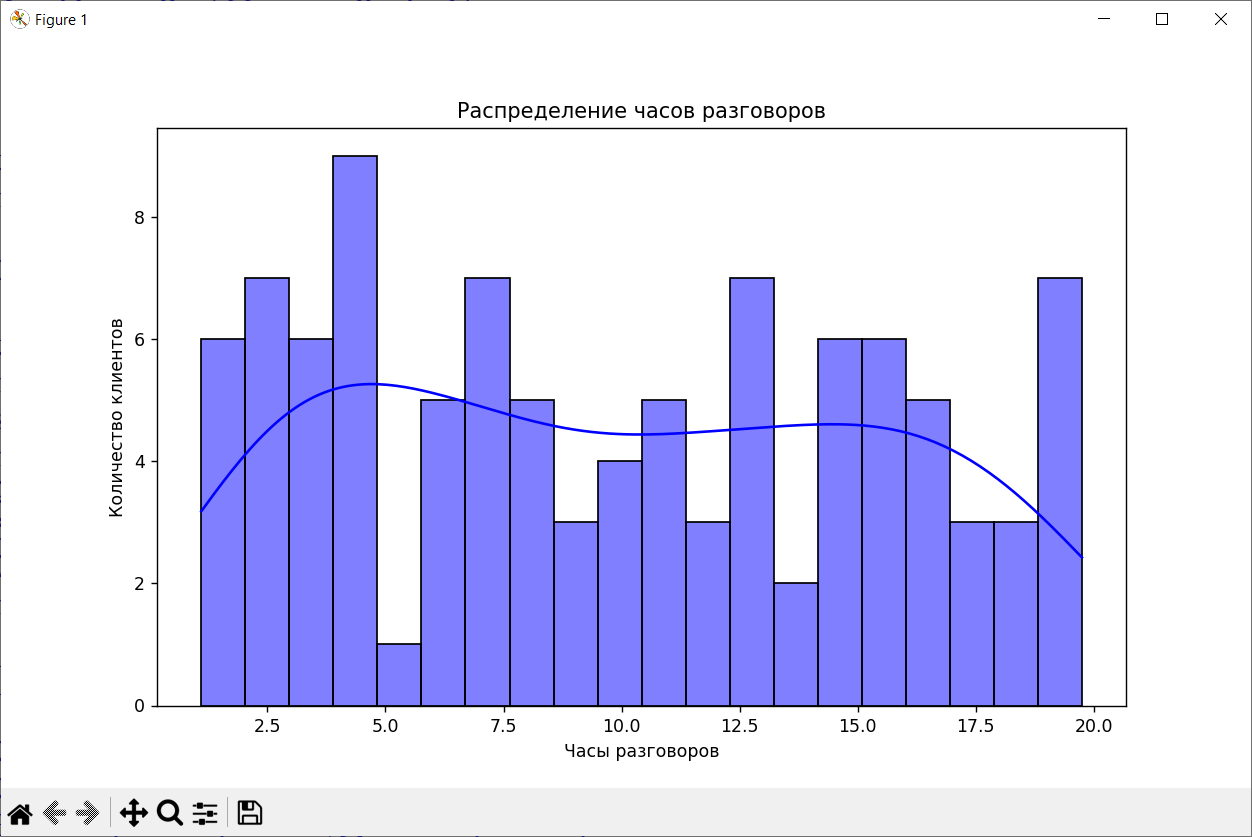 Figure 1
Распределение часов разговоров
Количество клиентов
8
6
4
2
0
2.5 5.0 7.5 10.0 12.5 15.0 17.5 20.0
Часы разговоров